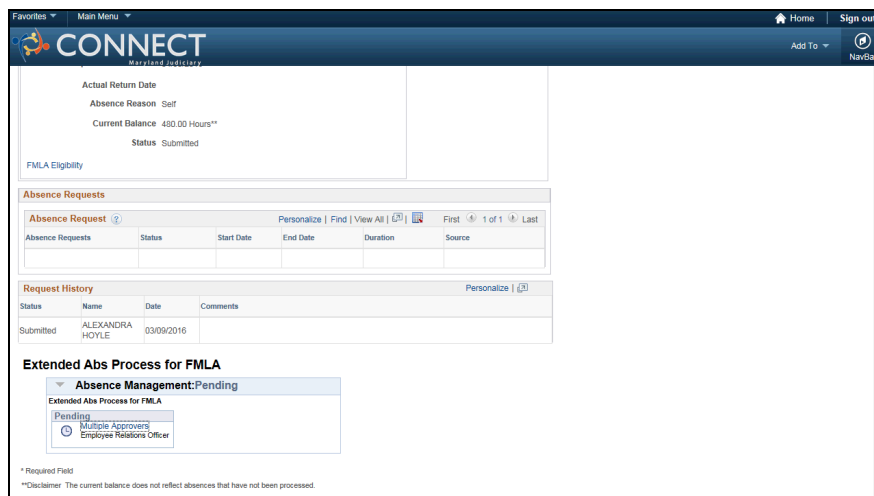 Favorites Main Menu Home Sign out
CONNECT Add To
Maryland Judiciary NavBa
Actual Return Date
Absence Reason Self
Current Balance 480.00 Hours**
Status Submitted
FMLA Eligibility
Absence Requests
Absence Request ? Personalize | Find | View All | | First 1 of 1 Last
Absence Requests Status Start Date End Date Duration Source
Request History Personalize |
Status Name Date Comments
Submitted ALEXANDRA HOYLE 03/09/2016
Extended Abs Process for FMLA
Absence Management:Pending
Extended Abs Process for FMLA
Pending
Multiple Approvers
Employee Relations Officer
* Required Field
**Disclaimer The current balance does not reflect absences that have not been processed.